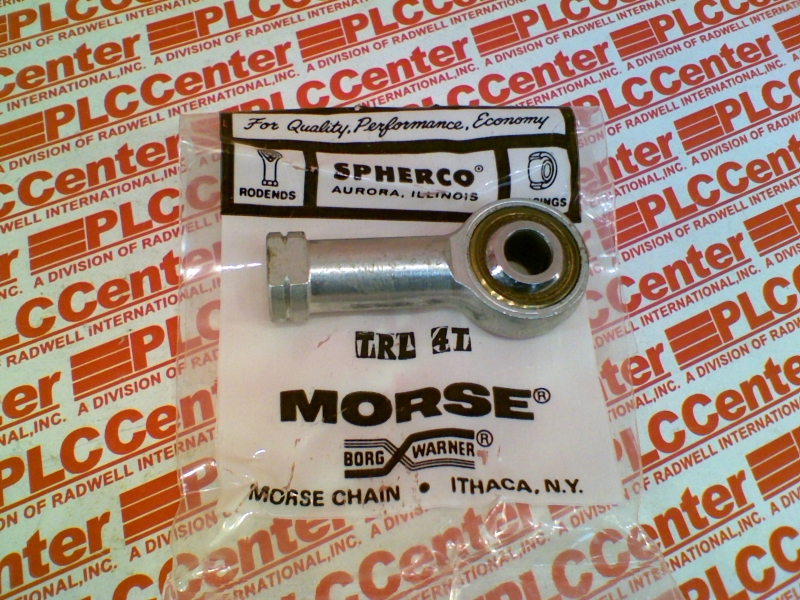 For Quality, Performance, Economy
RODENDS
SPHERCO®
AURORA, ILLINOIS
INGS
TRL 4T
MORSE®
BORG WARNER®
MORSE CHAIN • ITHACA, N.Y.
PLCCenter
A DIVISION OF RADWELL INTERNATIONAL, INC.